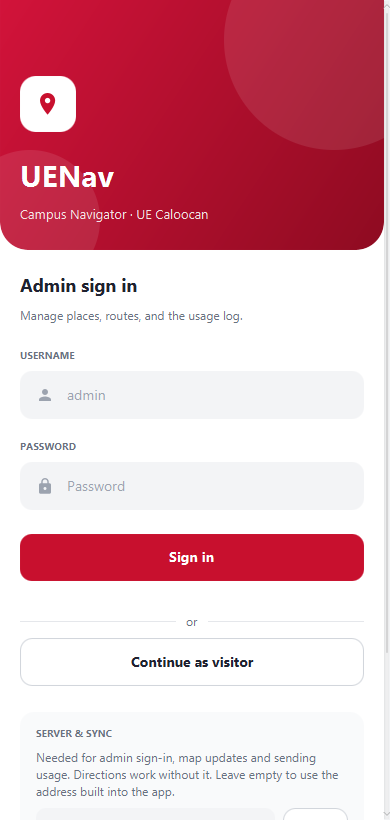 UENav
Campus Navigator · UE Caloocan
Admin sign in
Manage places, routes, and the usage log.
USERNAME
admin
PASSWORD
Password
Sign in
or
Continue as visitor
SERVER & SYNC
Needed for admin sign-in, map updates and sending
usage. Directions work without it. Leave empty to use the
address built into the app.